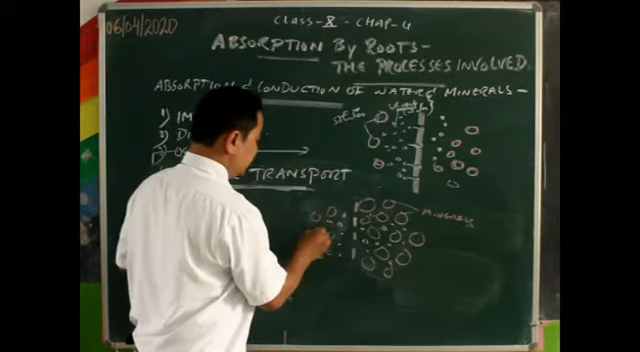 06/04/2020
CLASS-X - CHAP-4
ABSORPTION By ROOTS-
THE PROCESSES INVOLVED.
ABSORPTION & CONDUCTION OF WATER & MINERALS -
1) IM
2) D
3) OS
TRANSPORT
MINERALS